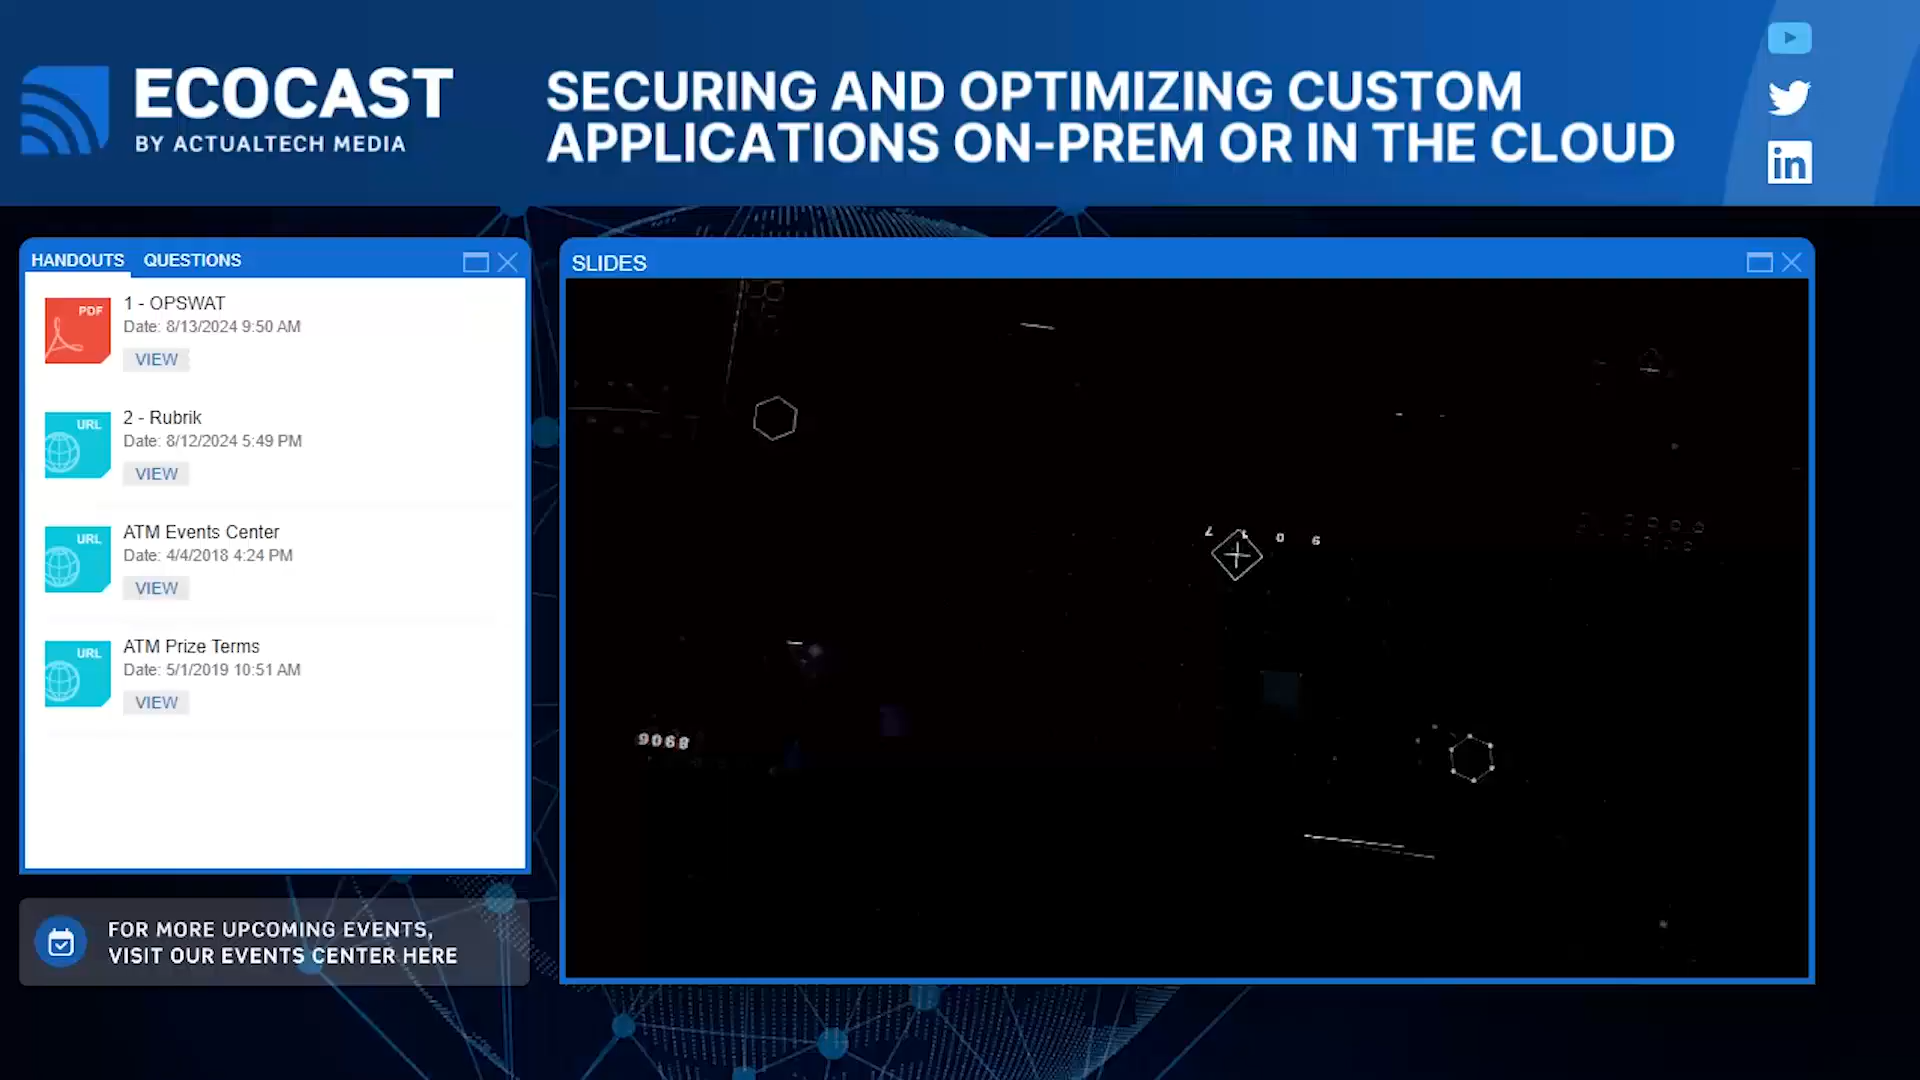 ECOCAST
BY ACTUALTECH MEDIA
SECURING AND OPTIMIZING CUSTOM
APPLICATIONS ON-PREM OR IN THE CLOUD
in
HANDOUTS QUESTIONS
PDF
1 - OPSWAT
Date: 8/13/2024 9:50 AM
VIEW
URL
2 - Rubrik
Date: 8/12/2024 5:49 PM
VIEW
URL
ATM Events Center
Date: 4/4/2018 4:24 PM
VIEW
URL
ATM Prize Terms
Date: 5/1/2019 10:51 AM
VIEW
FOR MORE UPCOMING EVENTS,
VISIT OUR EVENTS CENTER HERE
SLIDES